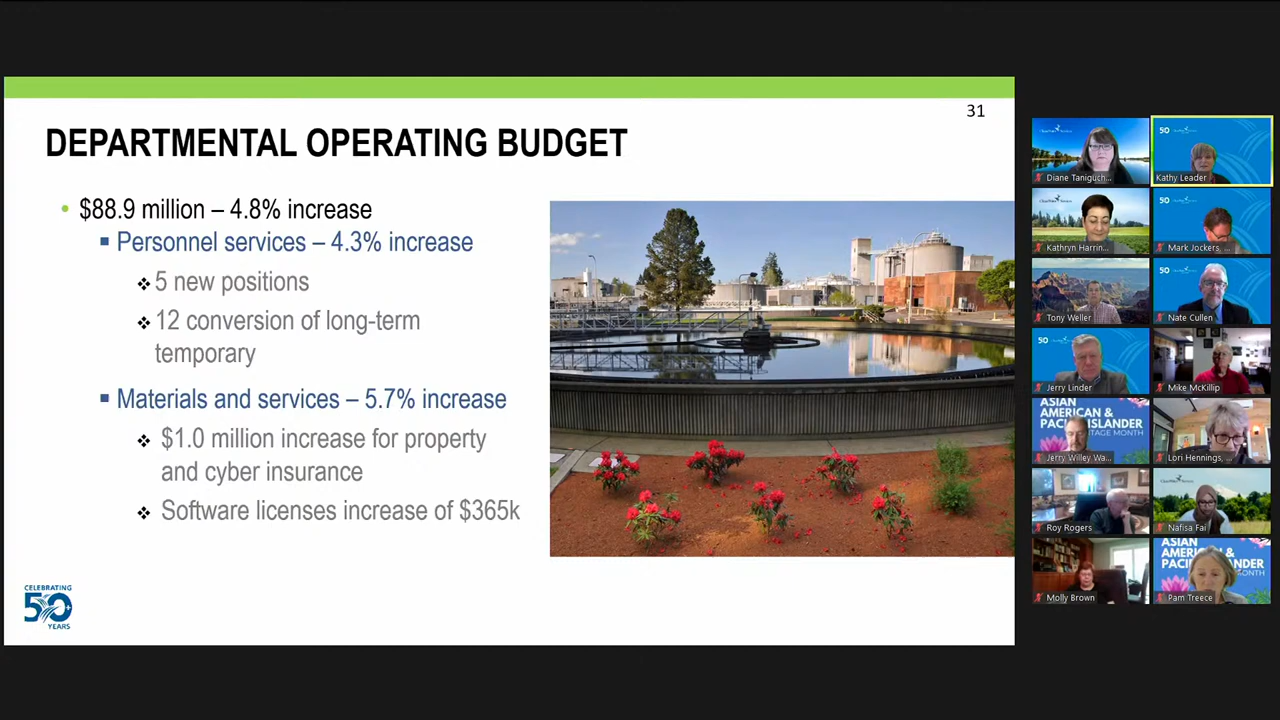 31
DEPARTMENTAL OPERATING BUDGET
• $88.9 million – 4.8% increase
▪ Personnel services – 4.3% increase
❖ 5 new positions
❖ 12 conversion of long-term
temporary
▪ Materials and services – 5.7% increase
❖ $1.0 million increase for property
and cyber insurance
❖ Software licenses increase of $365k
CELEBRATING
50
YEARS
Diane Taniguch...
50
Kathy Leader
Kathryn Harrin...
Mark Jockers, ...
Tony Weller
50
Nate Cullen
50
Jerry Linder
Mike McKillip
ASIAN
AMERICAN &
PACIFIC ISLANDER
Jerry Willey Wa...
Lori Hennings, ...
Roy Rogers
Nafisa Fai
Molly Brown
ASIAN
Pam Treece